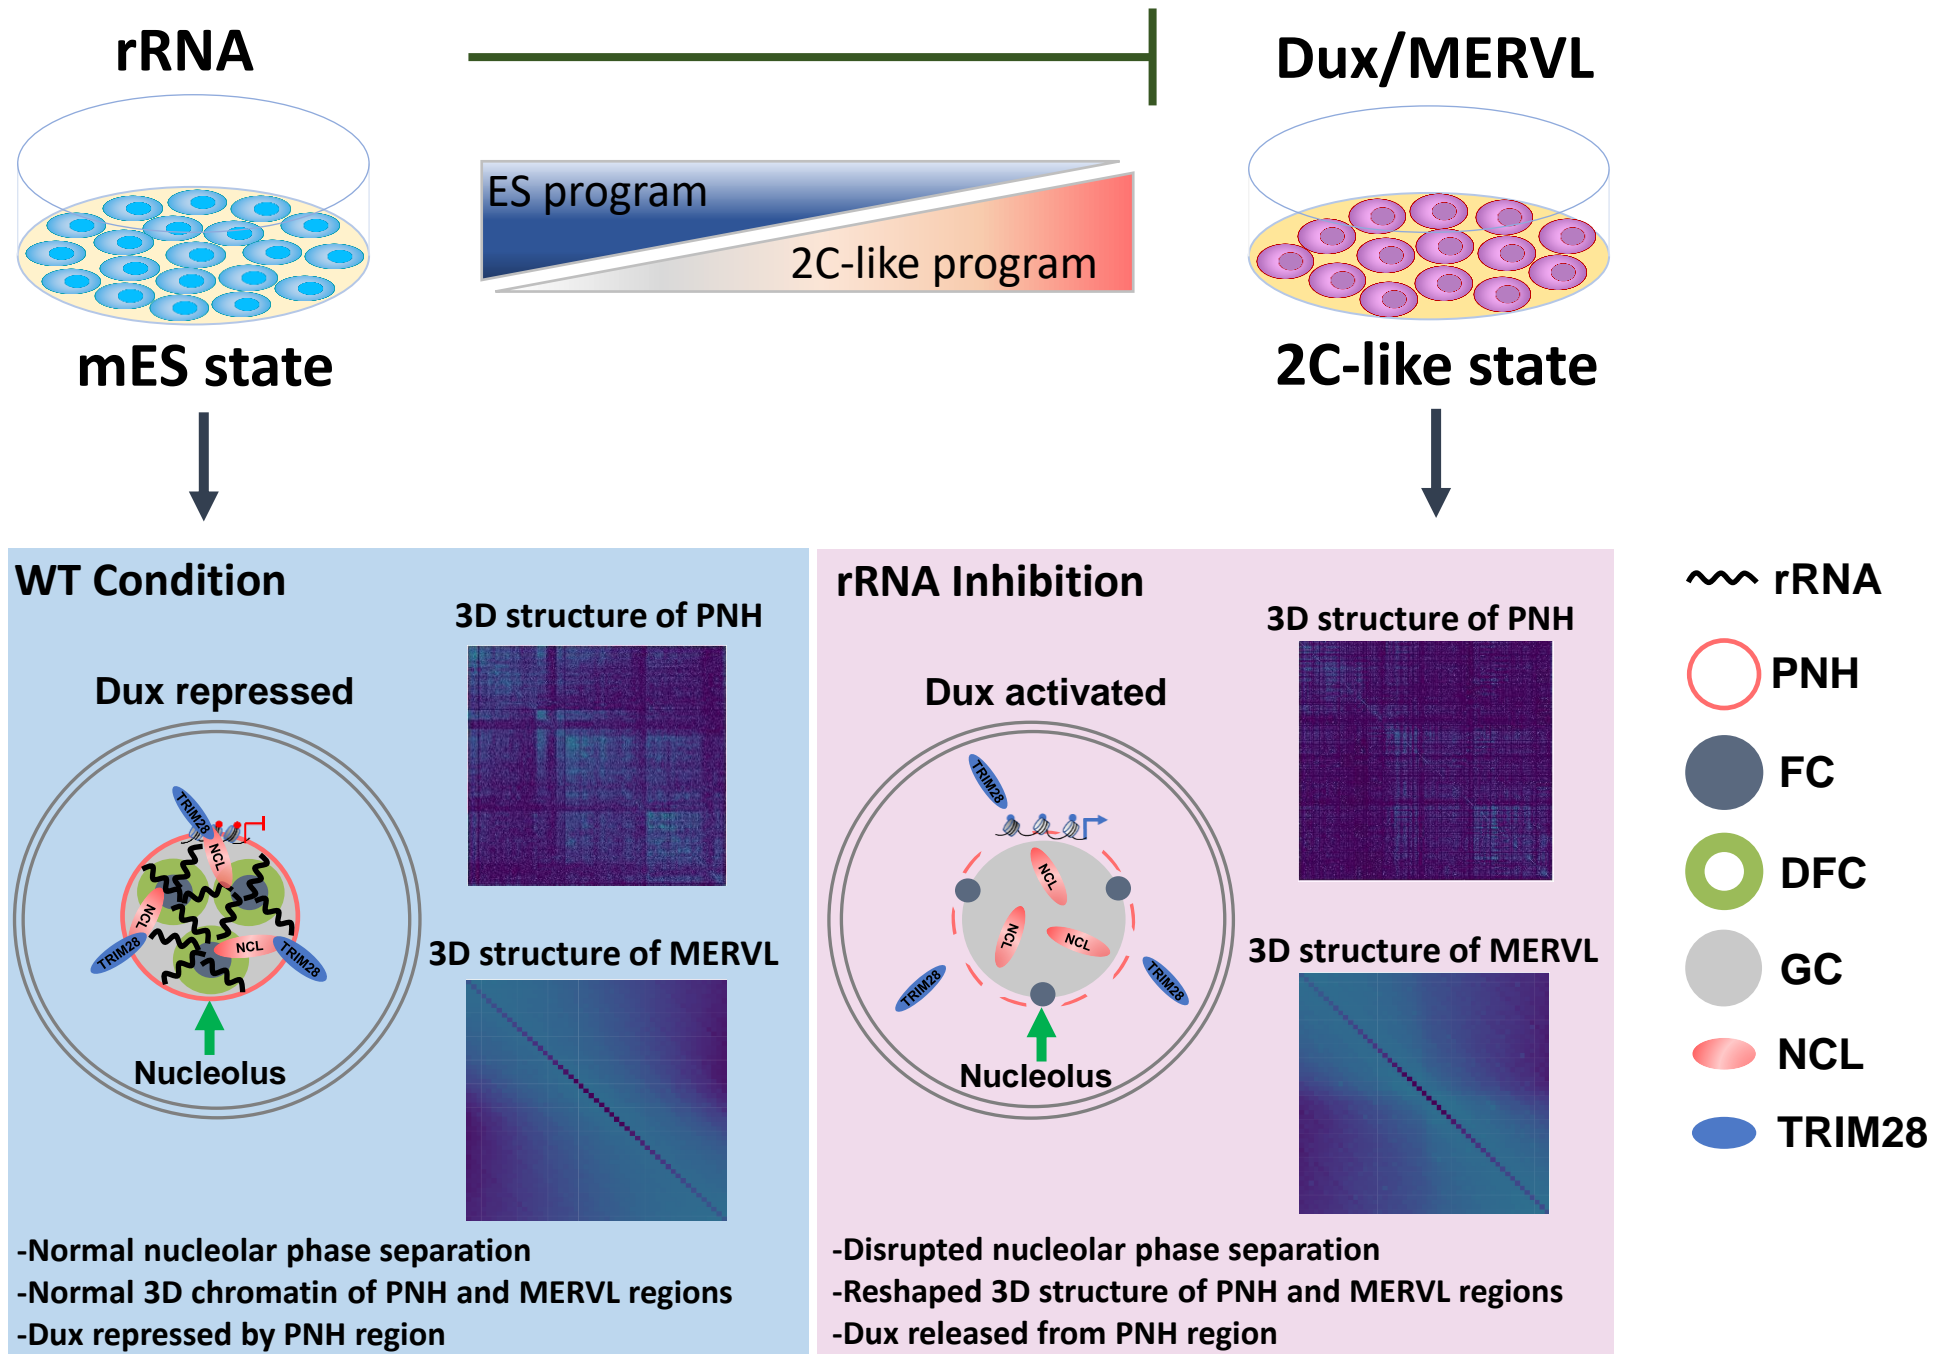 rRNA
Dux/MERVL
ES program
2C-like program
mES state
2C-like state
WT Condition
3D structure of PNH
Dux repressed
TRIM28
NCL
NCL
TRIM28
NCL
TRIM28
Nucleolus
3D structure of MERVL
-Normal nucleolar phase separation
-Normal 3D chromatin of PNH and MERVL regions
-Dux repressed by PNH region
rRNA Inhibition
3D structure of PNH
Dux activated
TRIM28
NCL
NCL
NCL
TRIM28
TRIM28
Nucleolus
3D structure of MERVL
-Disrupted nucleolar phase separation
-Reshaped 3D structure of PNH and MERVL regions
-Dux released from PNH region
rRNA
PNH
FC
DFC
GC
NCL
TRIM28